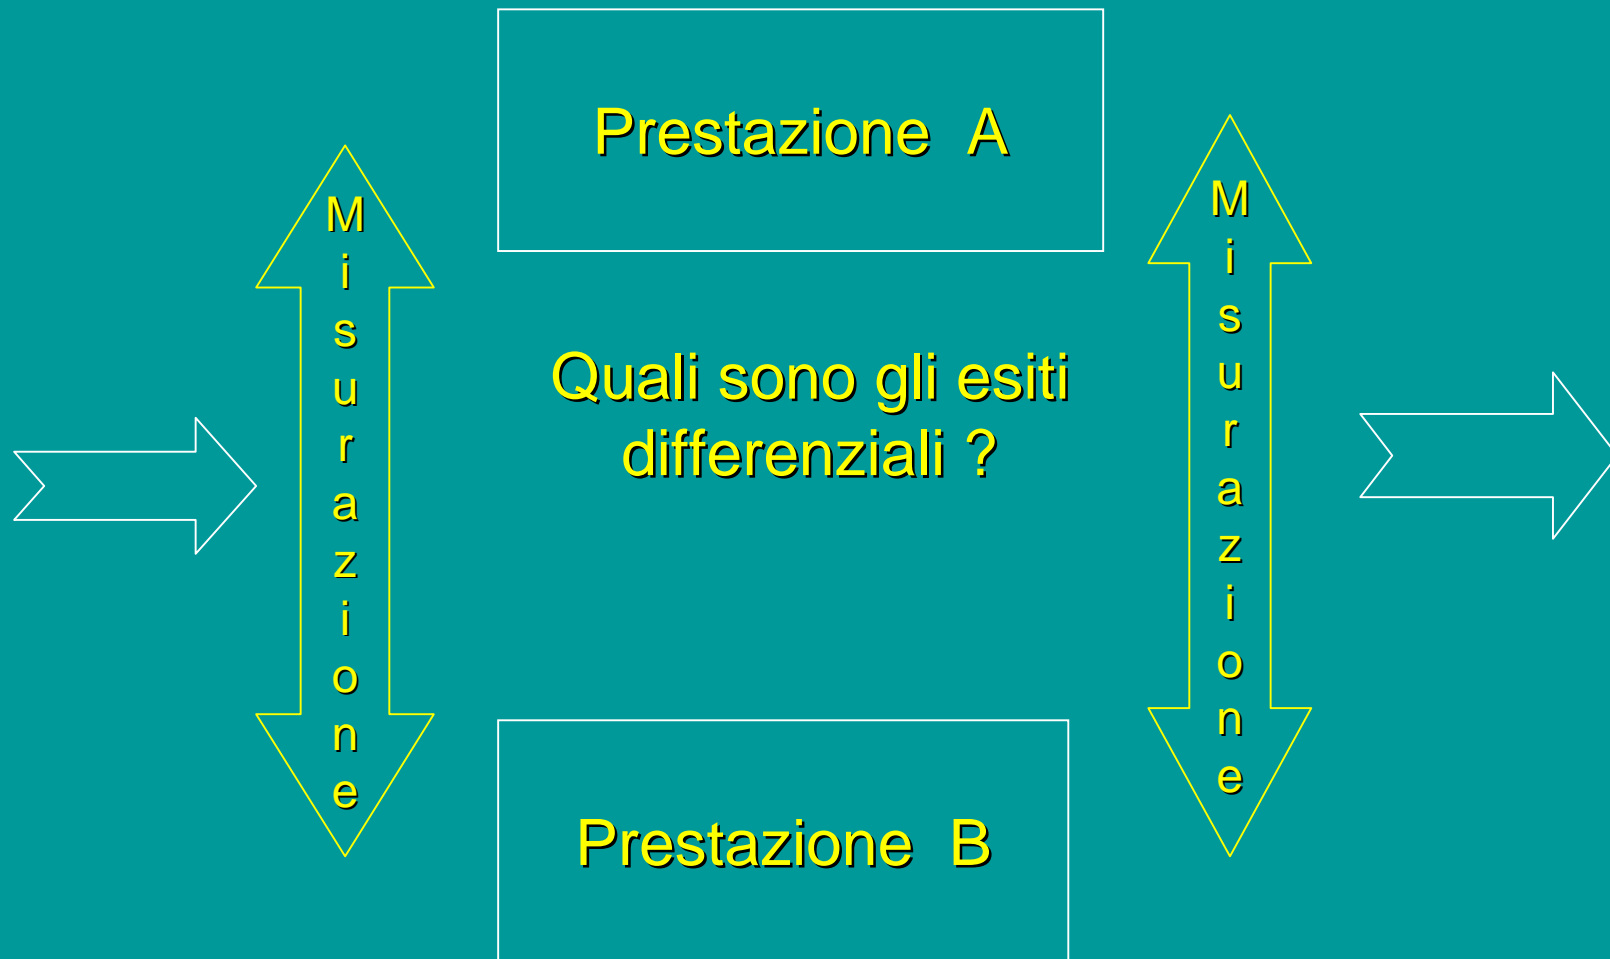 Prestazione A
Misurazione
Quali sono gli esiti
differenziali ?
Misurazione
Prestazione B